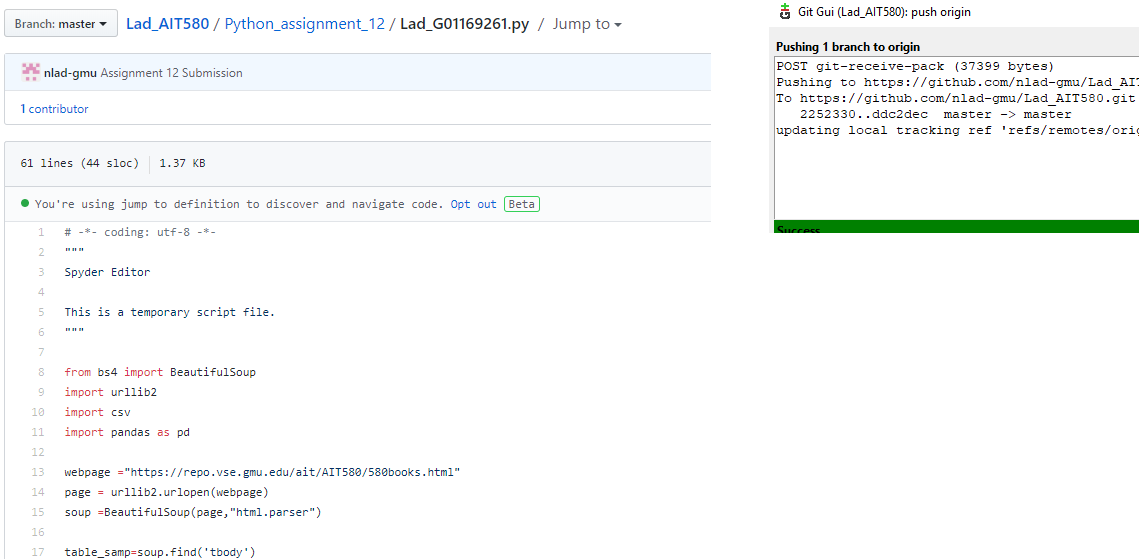 Branch: master
Lad_AIT580 / Python_assignment_12 / Lad_G01169261.py / Jump to
nlad-gmu Assignment 12 Submission
1 contributor
61 lines (44 sloc) 1.37 KB
You're using jump to definition to discover and navigate code. Opt out Beta
1 # -*- coding: utf-8 -*-
2 """
3 Spyder Editor
4
5 This is a temporary script file.
6 """
7
8 from bs4 import BeautifulSoup
9 import urllib2
10 import csv
11 import pandas as pd
12
13 webpage ="https://repo.vse.gmu.edu/ait/AIT580/580books.html"
14 page = urllib2.urlopen(webpage)
15 soup =BeautifulSoup(page,"html.parser")
16
17 table_samp=soup.find('tbody')
Git Gui (Lad_AIT580): push origin
Pushing 1 branch to origin
POST git-receive-pack (37399 bytes)
Pushing to https://github.com/nlad-gmu/Lad_AI
To https://github.com/nlad-gmu/Lad_AIT580.git
2252330..ddc2dec master -> master
updating local tracking ref 'refs/remotes/ori
Success